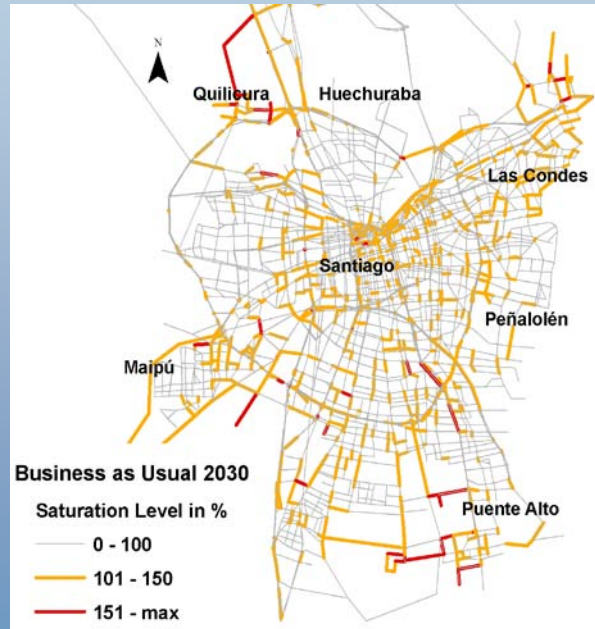 N
Quilicura
Huechuraba
Las Condes
Santiago
Peñalolén
Maipú
Business as Usual 2030
Saturation Level in %
0 - 100
101 - 150
151 - max
Puente Alto